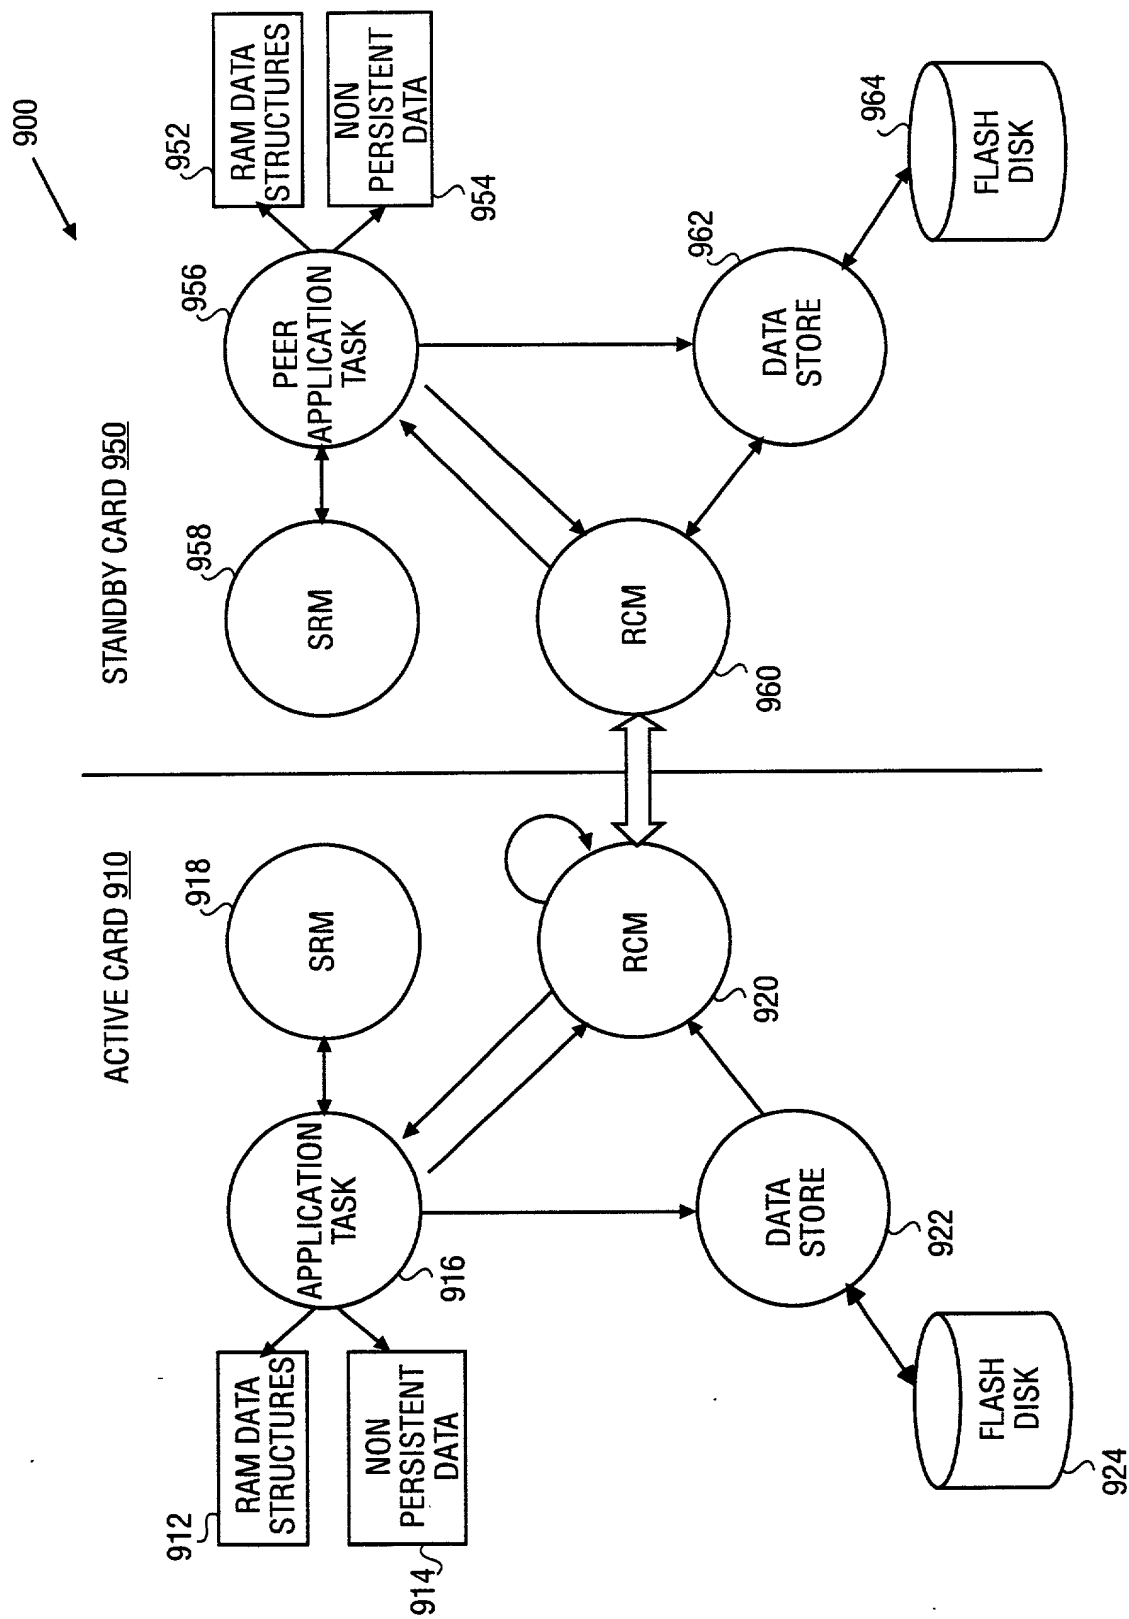 900
ACTIVE CARD 910
STANDBY CARD 950
912
RAM DATA
STRUCTURES
914
NON
PERSISTENT
DATA
APPLICATION
TASK
916
SRM
918
RCM
920
DATA
STORE
922
FLASH
DISK
924
SRM
958
PEER
APPLICATION
TASK
956
952
RAM DATA
STRUCTURES
NON
PERSISTENT
DATA
954
RCM
960
DATA
STORE
962
FLASH
DISK
964